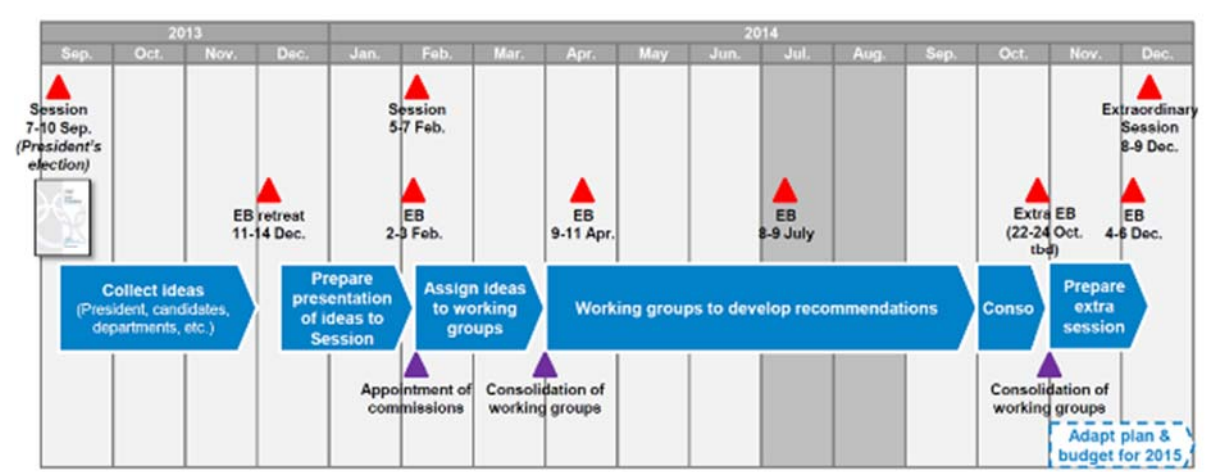 2013
2014
Sep. Oct. Nov. Dec. Jan. Feb. Mar. Apr. May Jun. Jul. Aug. Sep. Oct. Nov. Dec.
Session
7-10 Sep.
(President's
election)
Session
5-7 Feb.
Extraordinary
Session
8-9 Dec.
EB retreat
11-14 Dec.
EB
2-3 Feb.
EB
9-11 Apr.
EB
8-9 July
Extra EB
(22-24 Oct.
tbd)
EB
4-6 Dec.
Collect ideas
(President, candidates,
departments, etc.)
Prepare
presentation
of ideas to
Session
Assign ideas
to working
groups
Working groups to develop recommendations
Conso
Prepare
extra
session
Appointment of
commissions
Consolidation of
working groups
Consolidation of
working groups
Adapt plan &
budget for 2015